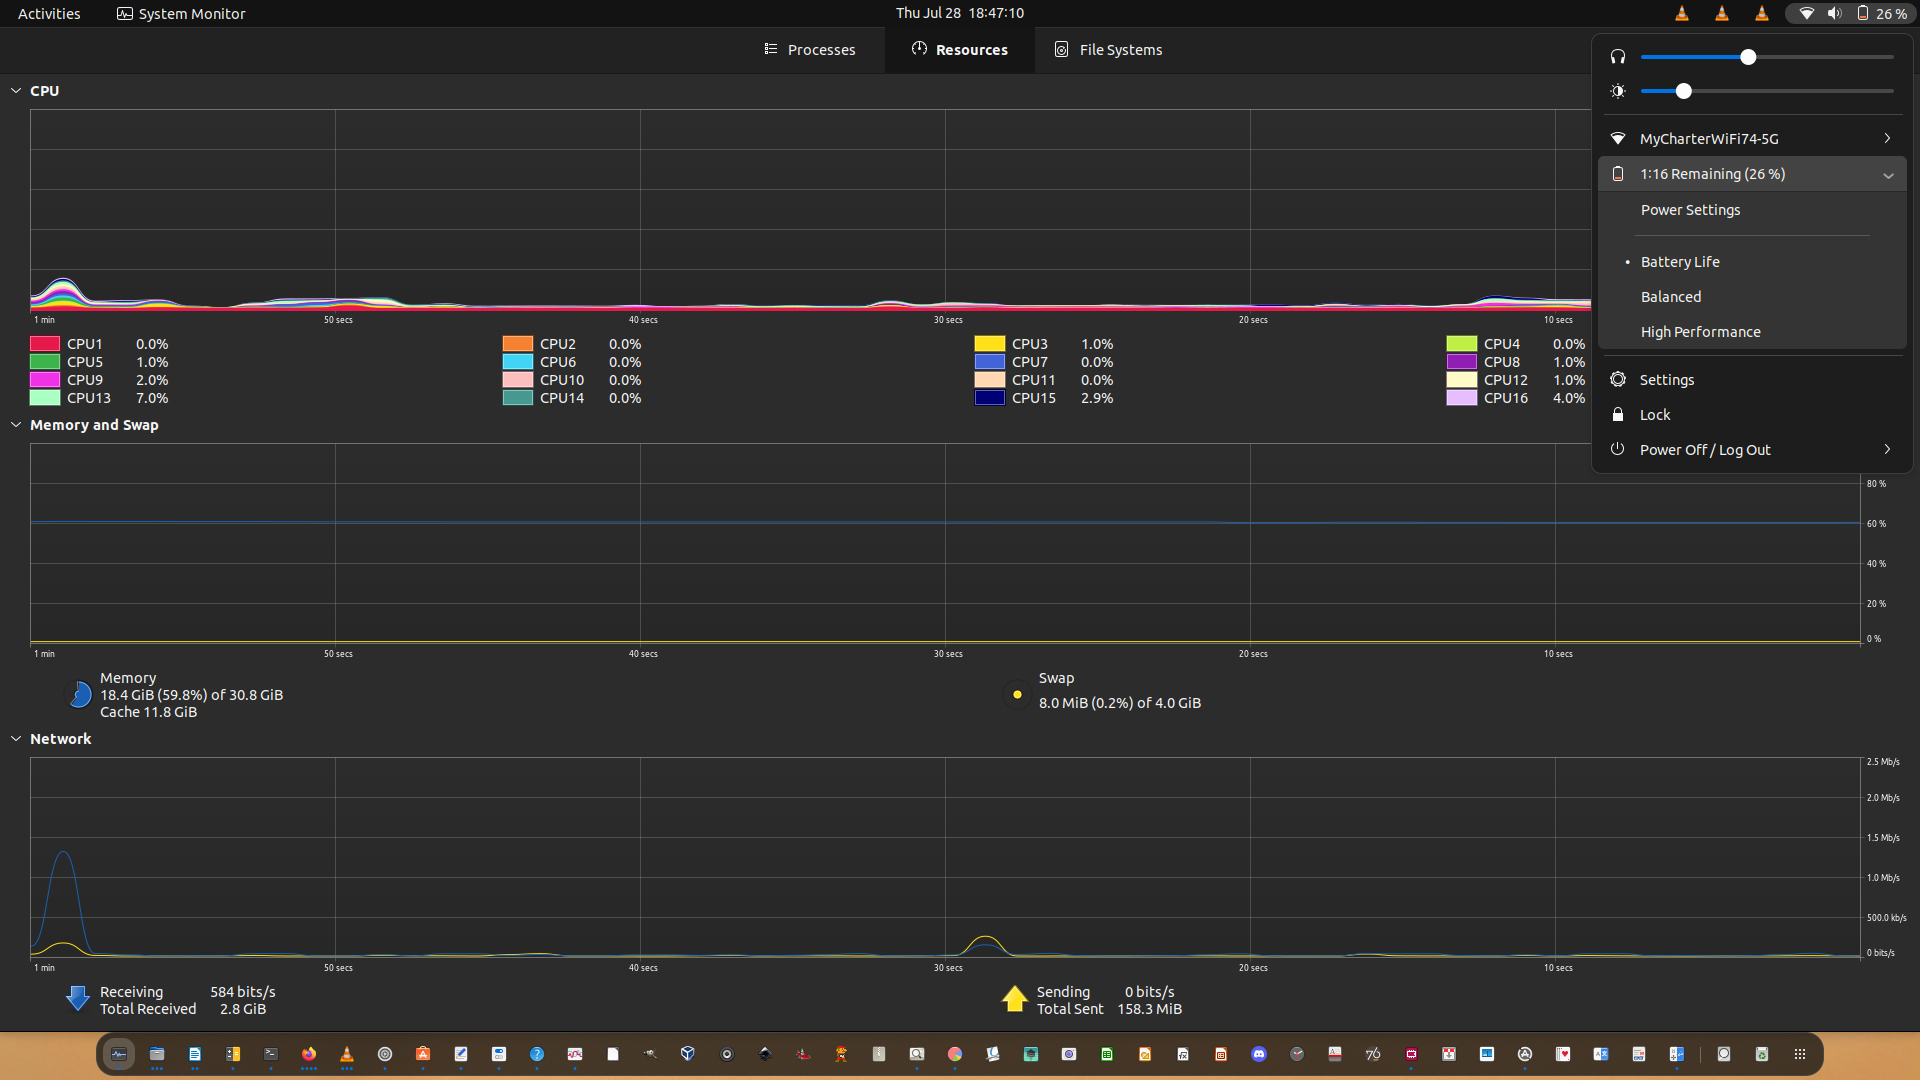 Activities System Monitor Thu Jul 28 18:47:10 26 %
Processes Resources File Systems
CPU
1 min 50 secs 40 secs 30 secs 20 secs 10 secs
CPU1 0.0% CPU2 0.0% CPU3 1.0% CPU4 0.0%
CPU5 1.0% CPU6 0.0% CPU7 0.0% CPU8 1.0%
CPU9 2.0% CPU10 0.0% CPU11 0.0% CPU12 1.0%
CPU13 7.0% CPU14 0.0% CPU15 2.9% CPU16 4.0%
MyCharterWiFi74-5G
1:16 Remaining (26 %)
Power Settings
Battery Life
Balanced
High Performance
Settings
Lock
Power Off / Log Out
Memory and Swap
80 %
60 %
40 %
20 %
0 %
1 min 50 secs 40 secs 30 secs 20 secs 10 secs
Memory
18.4 GiB (59.8%) of 30.8 GiB
Cache 11.8 GiB
Swap
8.0 MiB (0.2%) of 4.0 GiB
Network
2.5 Mb/s
2.0 Mb/s
1.5 Mb/s
1.0 Mb/s
500.0 kb/s
0 bits/s
1 min 50 secs 40 secs 30 secs 20 secs 10 secs
Receiving 584 bits/s
Total Received 2.8 GiB
Sending 0 bits/s
Total Sent 158.3 MiB